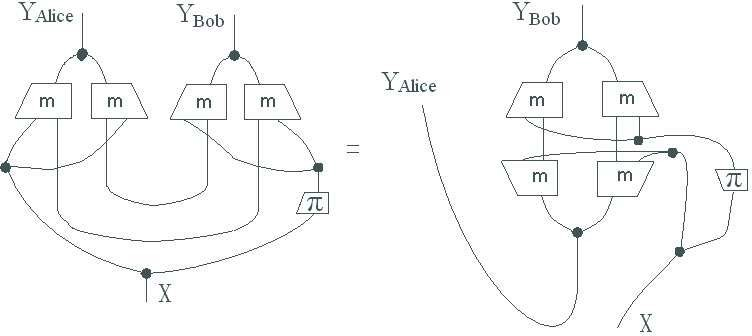 Y_Alice Y_Bob
m m m m
π
X
=
Y_Alice
Y_Bob
m m
m m
π
X